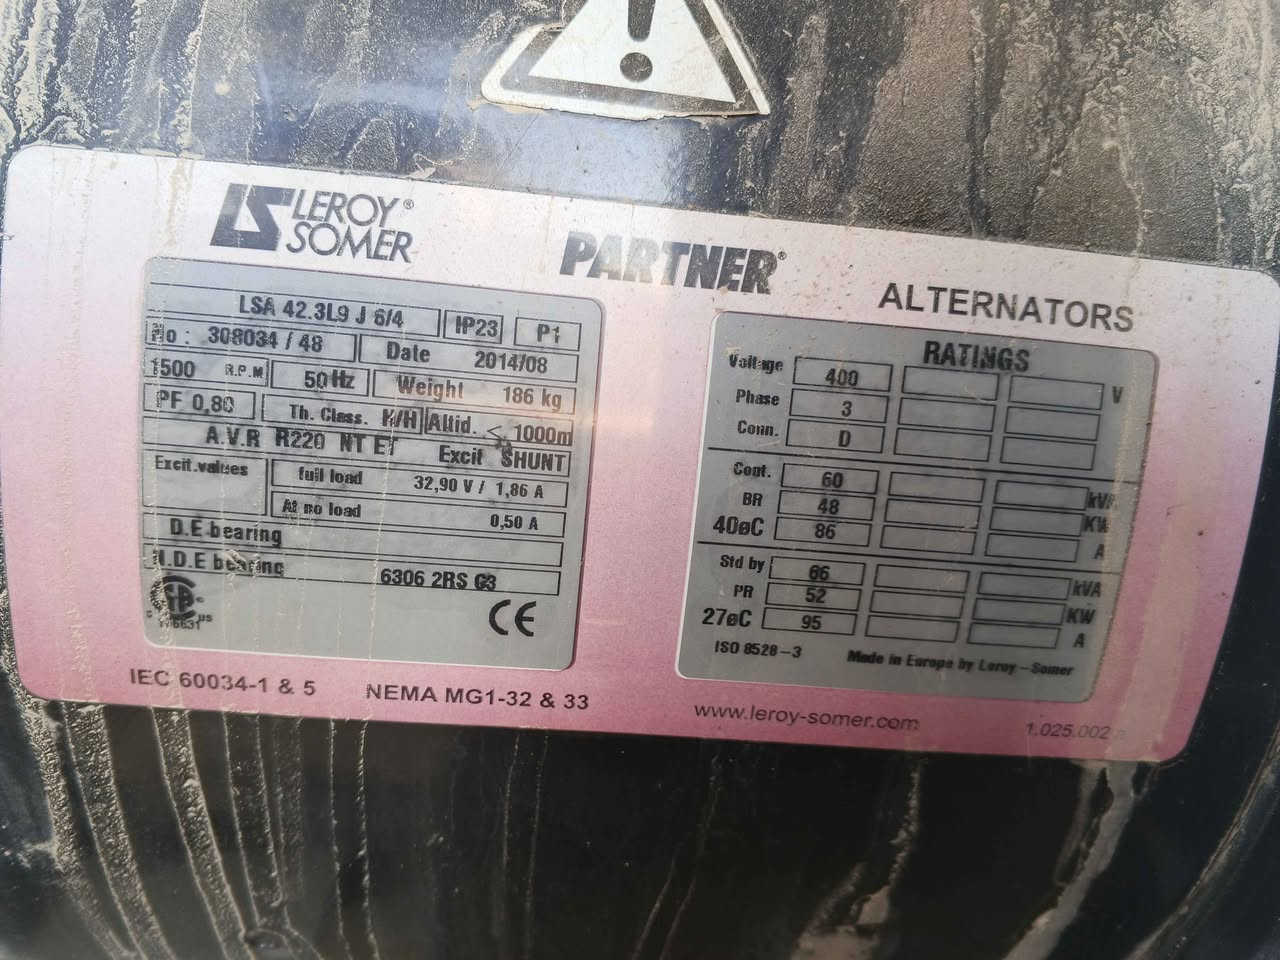 !
LS LEROY® SOMER
PARTNER®
ALTERNATORS
LSA 42.3L9 J 6/4 IP23 P1
No : 308034 / 48 Date 2014/08
1500 R.P.M 50 Hz Weight 186 kg
PF 0,80 Th. Class. H/H Altid. ≤ 1000m
A.V.R R220 NT ET Excit SHUNT
Excit.values full load 32,90 V / 1,86 A
At no load 0,50 A
D.E bearing
N.D.E bearing 6306 2RS C3
c us
CE
RATINGS
Voltage 400 V
Phase 3
Conn. D
Cont. 60 kVA
BR 48 KW
40øC 86 A
Std by 66 kVA
PR 52 KW
27øC 95 A
ISO 8528-3 Made in Europe by Leroy-Somer
IEC 60034-1 & 5 NEMA MG1-32 & 33
www.leroy-somer.com 1.025.002